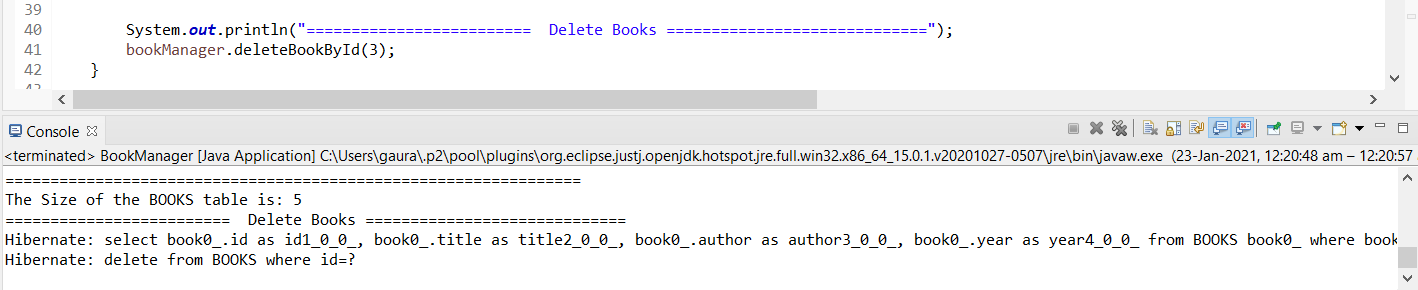 39
40 System.out.println("=========================  Delete Books =============================");
41 bookManager.deleteBookById(3);
42 }
Console
<terminated> BookManager [Java Application] C:\Users\gaura\.p2\pool\plugins\org.eclipse.justj.openjdk.hotspot.jre.full.win32.x86_64_15.0.1.v20201027-0507\jre\bin\javaw.exe (23-Jan-2021, 12:20:48 am – 12:20:57
================================================================
The Size of the BOOKS table is: 5
=========================  Delete Books =============================
Hibernate: select book0_.id as id1_0_0_, book0_.title as title2_0_0_, book0_.author as author3_0_0_, book0_.year as year4_0_0_ from BOOKS book0_ where book
Hibernate: delete from BOOKS where id=?